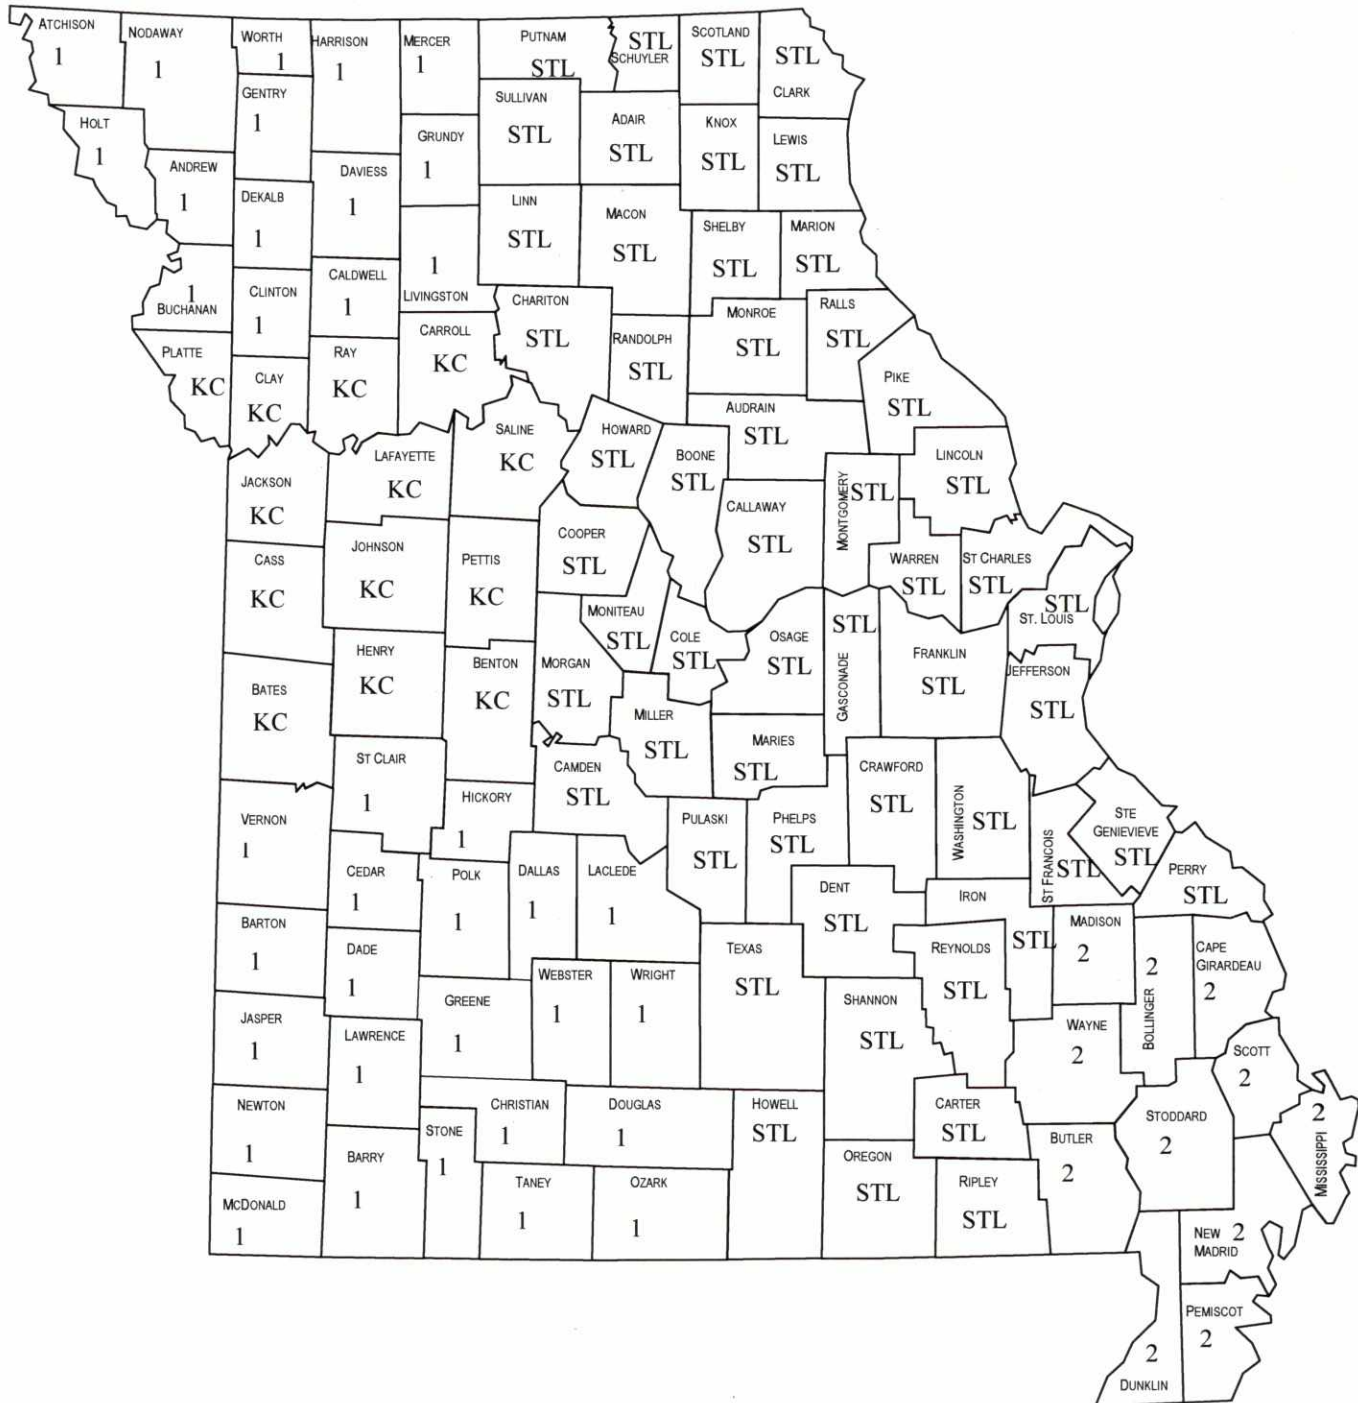 ATCHISON
1
NODAWAY
1
WORTH
1
HARRISON
1
MERCER
1
PUTNAM
STL
STL
SCHUYLER
SCOTLAND
STL
STL
CLARK
GENTRY
1
SULLIVAN
STL
HOLT
1
ADAIR
STL
KNOX
STL
LEWIS
STL
GRUNDY
1
ANDREW
1
DAVIESS
1
DEKALB
1
LINN
STL
MACON
STL
SHELBY
STL
MARION
STL
1
LIVINGSTON
1
BUCHANAN
CLINTON
1
CALDWELL
1
CHARITON
STL
MONROE
STL
RALLS
STL
CARROLL
KC
RANDOLPH
STL
PLATTE
KC
CLAY
KC
RAY
KC
PIKE
STL
AUDRAIN
STL
SALINE
KC
HOWARD
STL
BOONE
STL
LINCOLN
STL
LAFAYETTE
KC
JACKSON
KC
MONTGOMERY
STL
CALLAWAY
STL
COOPER
STL
JOHNSON
KC
PETTIS
KC
CASS
KC
WARREN
STL
ST CHARLES
STL
STL
ST. LOUIS
MONITEAU
STL
COLE
STL
OSAGE
STL
STL
GASCONADE
FRANKLIN
STL
HENRY
KC
BENTON
KC
MORGAN
STL
JEFFERSON
STL
BATES
KC
MILLER
STL
MARIES
STL
ST CLAIR
1
CAMDEN
STL
CRAWFORD
STL
WASHINGTON
STL
HICKORY
1
VERNON
1
PULASKI
STL
PHELPS
STL
ST FRANCOIS
STL
STE
GENIEVIEVE
STL
PERRY
STL
CEDAR
1
POLK
1
DALLAS
1
LACLEDE
1
DENT
STL
IRON
STL
MADISON
2
BARTON
1
DADE
1
TEXAS
STL
REYNOLDS
STL
2
BOLLINGER
CAPE
GIRARDEAU
2
WEBSTER
1
WRIGHT
1
GREENE
1
SHANNON
STL
JASPER
1
LAWRENCE
1
WAYNE
2
SCOTT
2
NEWTON
1
STONE
1
CHRISTIAN
1
DOUGLAS
1
HOWELL
STL
CARTER
STL
STODDARD
2
2
MISSISSIPPI
BUTLER
2
BARRY
1
OREGON
STL
RIPLEY
STL
TANEY
1
OZARK
1
MCDONALD
1
NEW
MADRID
2
PEMISCOT
2
2
DUNKLIN